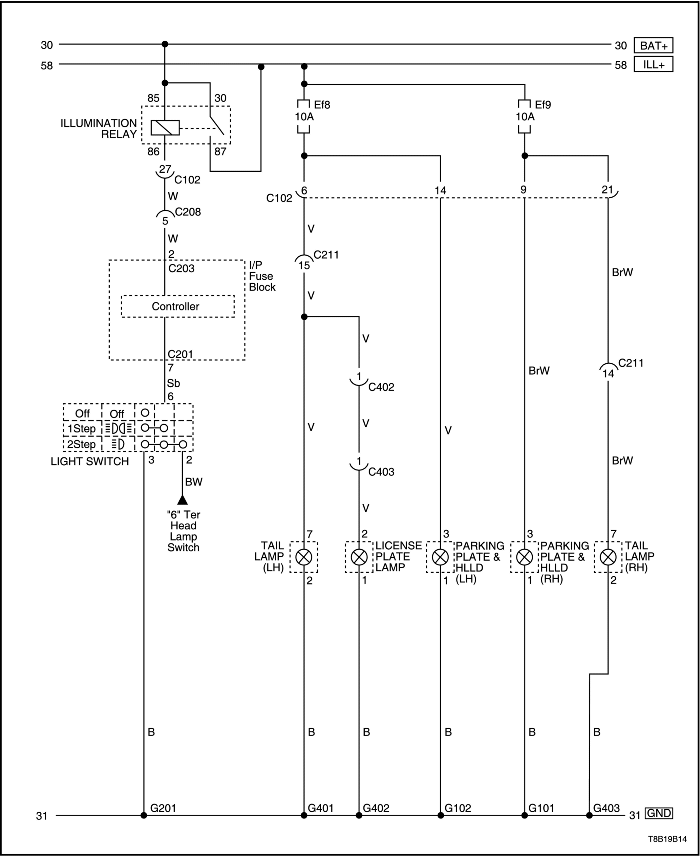 30 30 BAT+
58 58 ILL+
85 30
Ef8
10A
Ef9
10A
ILLUMINATION
RELAY
86 87
27
C102
W
C208
5
W
2
C203
I/P
Fuse
Block
Controller
C201
7
Sb
6
Off Off
1Step
2Step
LIGHT SWITCH
3 2
BW
"6" Ter
Head
Lamp
Switch
C102 6 14 9 21
V
C211
15
V
V
1
C402
V
V
V
1
C403
V
BrW
BrW
C211
14
BrW
7 2 3 3 7
TAIL
LAMP
(LH)
LICENSE
PLATE
LAMP
PARKING
PLATE &
HLLD
(LH)
PARKING
PLATE &
HLLD
(RH)
TAIL
LAMP
(RH)
2 1 1 1 2
B B B B B B
31 G201 G401 G402 G102 G101 G403 31 GND
T8B19B14